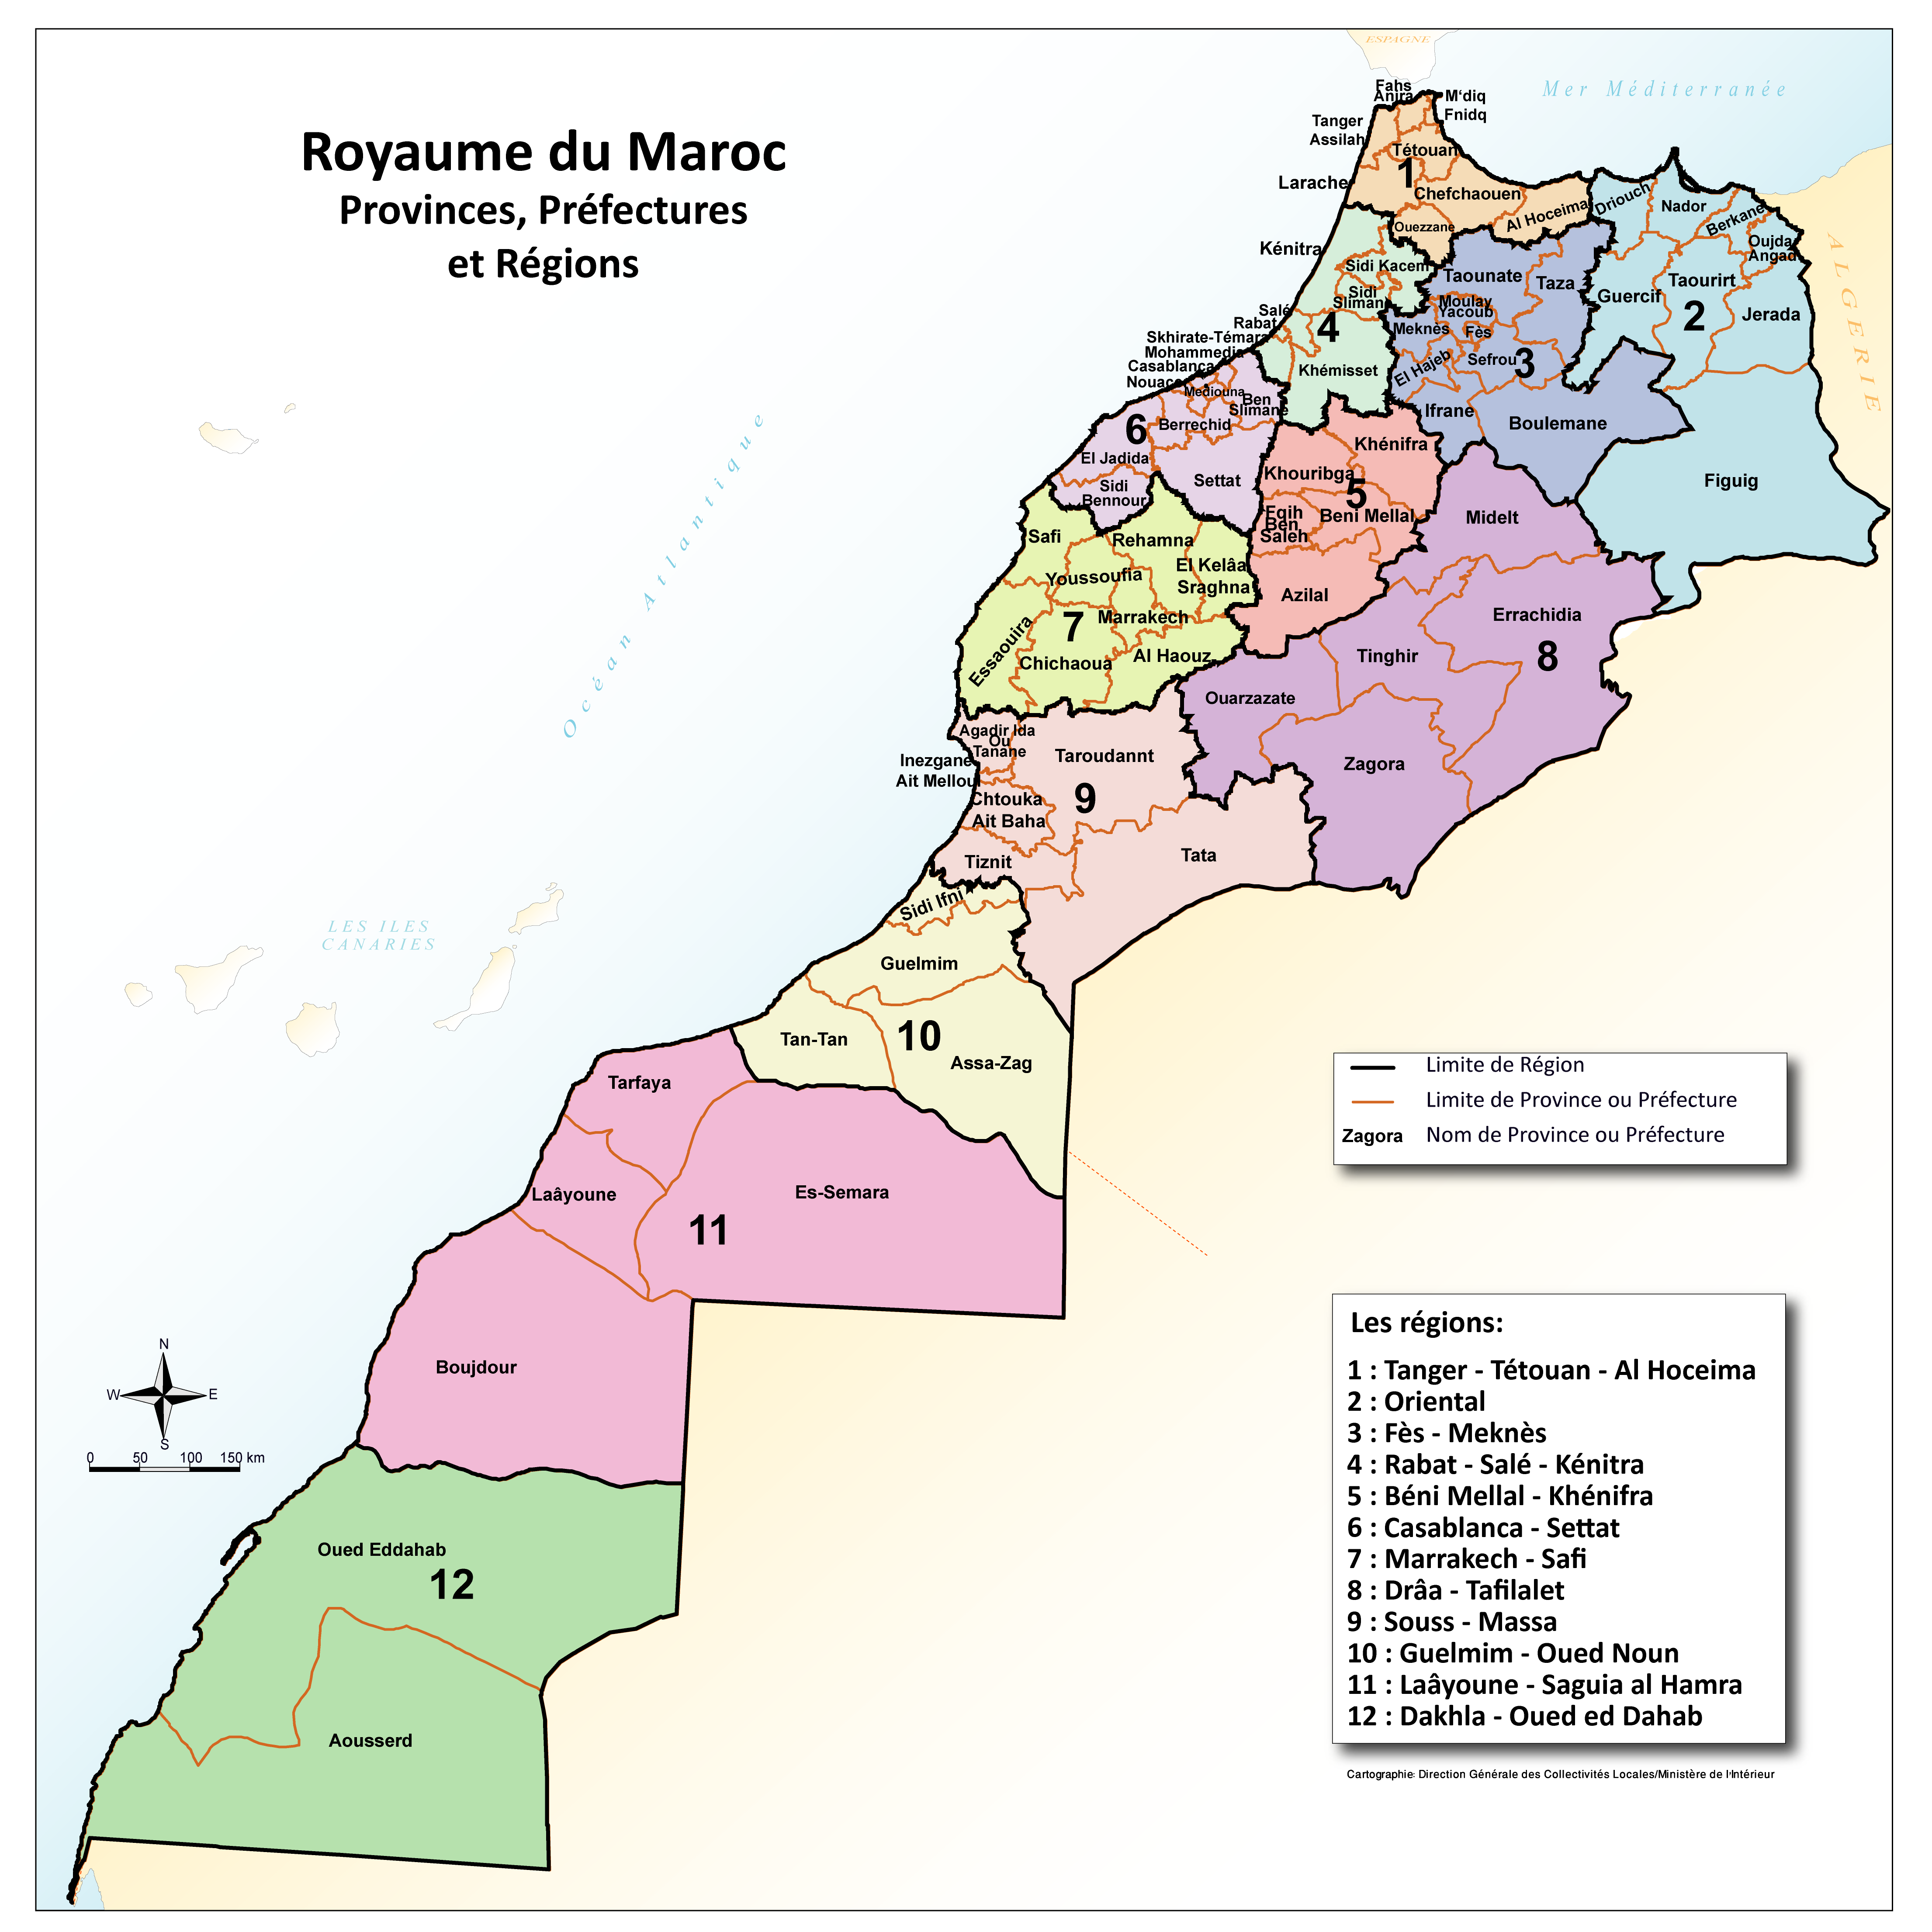 Royaume du Maroc
Provinces, Préfectures
et Régions
ESPAGNE
Mer Méditerranée
ALGERIE
Océan Atlantique
LES ILES
CANARIES
Fahs
Anjra
M'diq
Fnidq
Tanger
Assilah
Tétouan
1
Larache
Chefchaouen
Al Hoceima
Ouezzane
Driouch
Nador
Berkane
Oujda
Angad
Taourirt
Guercif
2
Jerada
Figuig
Kénitra
Sidi Kacem
Sidi
Slimane
Salé
Rabat
4
Skhirate-Témara
Khémisset
Taounate
Taza
Moulay
Yacoub
Meknès
Fès
El Hajeb
Sefrou
3
Ifrane
Boulemane
Mohammedia
Casablanca
Nouacer
Mediouna
Ben
Slimane
6
Berrechid
El Jadida
Settat
Sidi
Bennour
Khénifra
Khouribga
5
Fqih
Ben
Saleh
Beni Mellal
Azilal
Safi
Rehamna
Youssoufia
El Kelâa
Sraghna
7
Marrakech
Essaouira
Chichaoua
Al Haouz
Midelt
Errachidia
Tinghir
8
Ouarzazate
Zagora
Agadir Ida
Ou
Tanane
Inezgane
Ait Melloul
Taroudannt
Chtouka
Ait Baha
9
Tiznit
Tata
Sidi Ifni
Guelmim
Tan-Tan
10
Assa-Zag
Tarfaya
Laâyoune
Es-Semara
11
Boujdour
Oued Eddahab
12
Aousserd
N
W
E
S
0
50
100
150 km
Limite de Région
Limite de Province ou Préfecture
Zagora Nom de Province ou Préfecture
Les régions:
1 : Tanger - Tétouan - Al Hoceima
2 : Oriental
3 : Fès - Meknès
4 : Rabat - Salé - Kénitra
5 : Béni Mellal - Khénifra
6 : Casablanca - Settat
7 : Marrakech - Safi
8 : Drâa - Tafilalet
9 : Souss - Massa
10 : Guelmim - Oued Noun
11 : Laâyoune - Saguia al Hamra
12 : Dakhla - Oued ed Dahab
Cartographie: Direction Générale des Collectivités Locales/Ministère de l'Intérieur